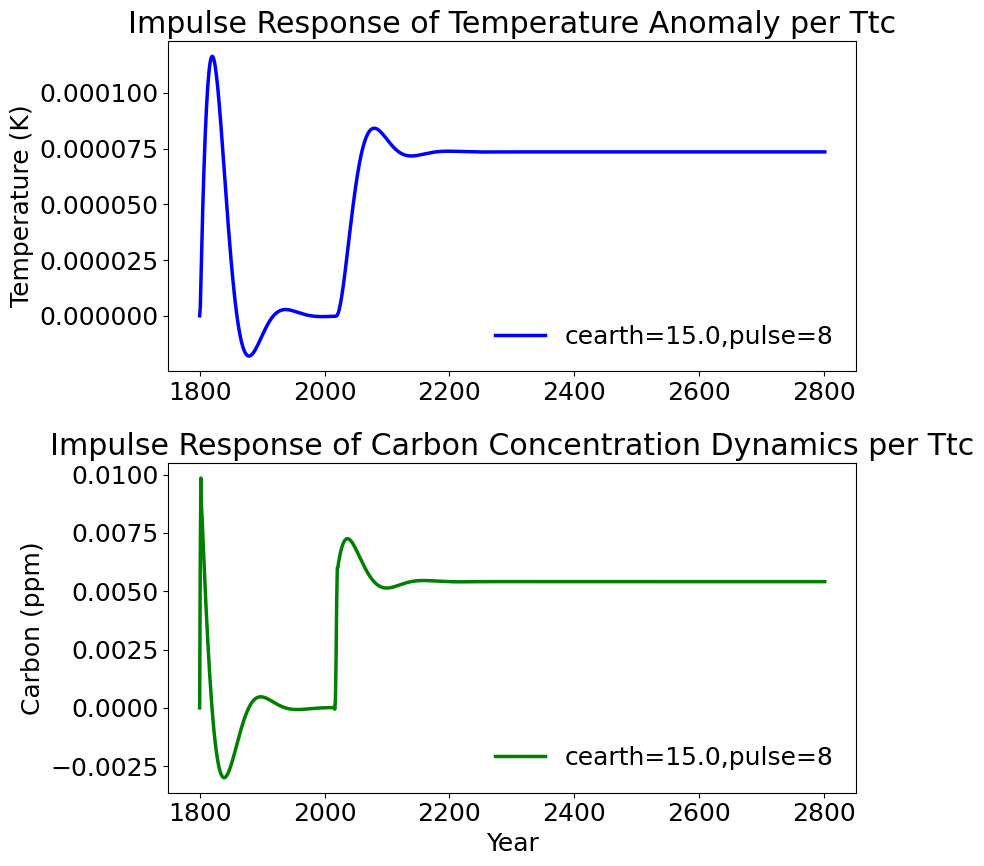 Impulse Response of Temperature Anomaly per Ttc
Temperature (K)
0.000100
0.000075
0.000050
0.000025
0.000000
cearth=15.0,pulse=8
1800 2000 2200 2400 2600 2800
Impulse Response of Carbon Concentration Dynamics per Ttc
Carbon (ppm)
0.0100
0.0075
0.0050
0.0025
0.0000
−0.0025
cearth=15.0,pulse=8
1800 2000 2200 2400 2600 2800
Year